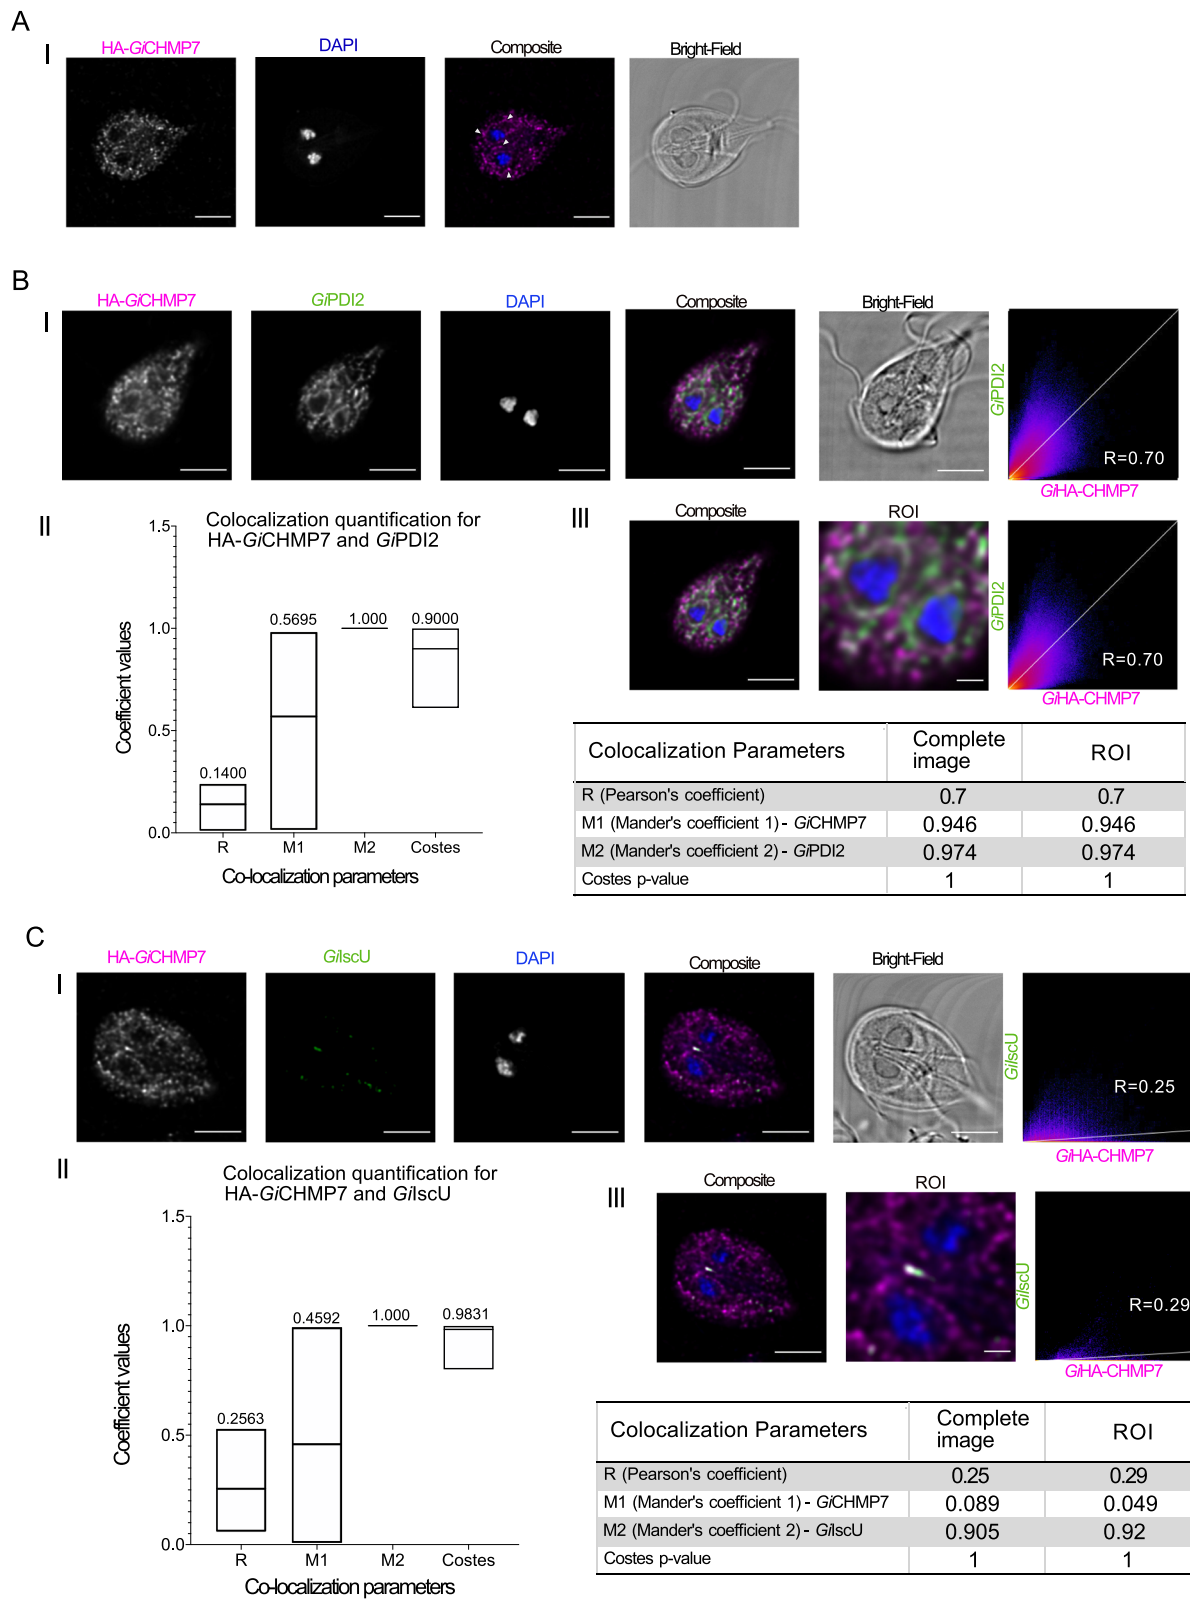 A
I
HA-GiCHMP7
DAPI
Composite
Bright-Field
B
I
HA-GiCHMP7
GiPDI2
DAPI
Composite
Bright-Field
GiPDI2
R=0.70
GiHA-CHMP7
II
Colocalization quantification for
HA-GiCHMP7 and GiPDI2
Coefficient values
1.5
1.0
0.5
0.0
0.1400
0.5695
1.000
0.9000
R
M1
M2
Costes
Co-localization parameters
III
Composite
ROI
GiPDI2
R=0.70
GiHA-CHMP7
Colocalization Parameters
Complete
image
ROI
R (Pearson's coefficient)
0.7
0.7
M1 (Mander's coefficient 1) - GiCHMP7
0.946
0.946
M2 (Mander's coefficient 2) - GiPDI2
0.974
0.974
Costes p-value
1
1
C
I
HA-GiCHMP7
GiIscU
DAPI
Composite
Bright-Field
GiIscU
R=0.25
GiHA-CHMP7
II
Colocalization quantification for
HA-GiCHMP7 and GiIscU
Coefficient values
1.5
1.0
0.5
0.0
0.2563
0.4592
1.000
0.9831
R
M1
M2
Costes
Co-localization parameters
III
Composite
ROI
GiIscU
R=0.29
GiHA-CHMP7
Colocalization Parameters
Complete
image
ROI
R (Pearson's coefficient)
0.25
0.29
M1 (Mander's coefficient 1) - GiCHMP7
0.089
0.049
M2 (Mander's coefficient 2) - GiIscU
0.905
0.92
Costes p-value
1
1